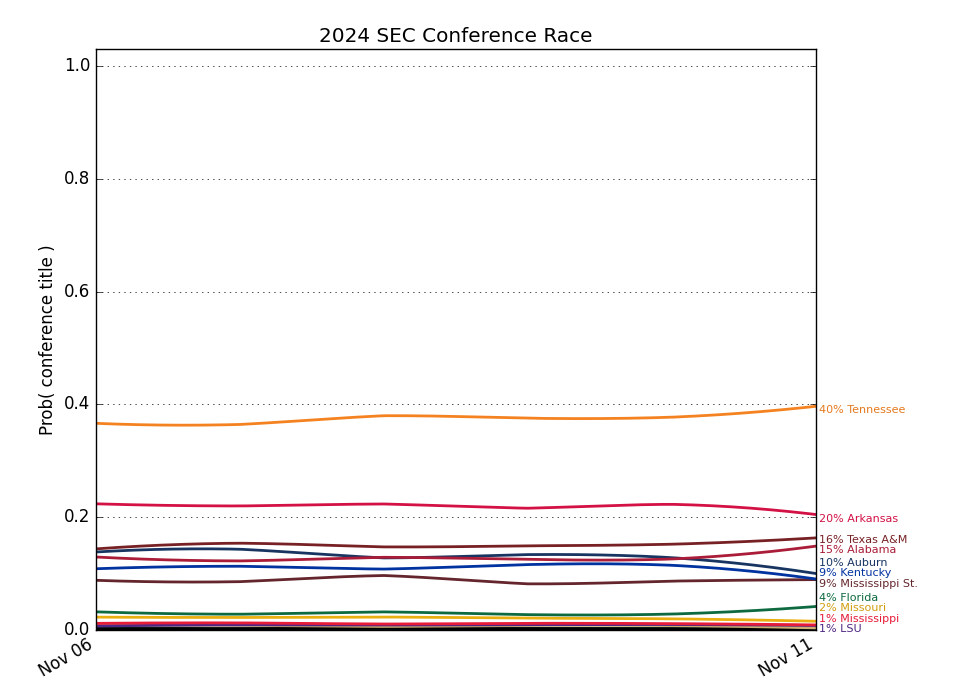 2024 SEC Conference Race
1.0
0.8
0.6
0.4
0.2
0.0
Prob( conference title )
Nov 06
Nov 11
40% Tennessee
20% Arkansas
16% Texas A&M
15% Alabama
10% Auburn
9% Kentucky
9% Mississippi St.
4% Florida
2% Missouri
1% Mississippi
1% LSU